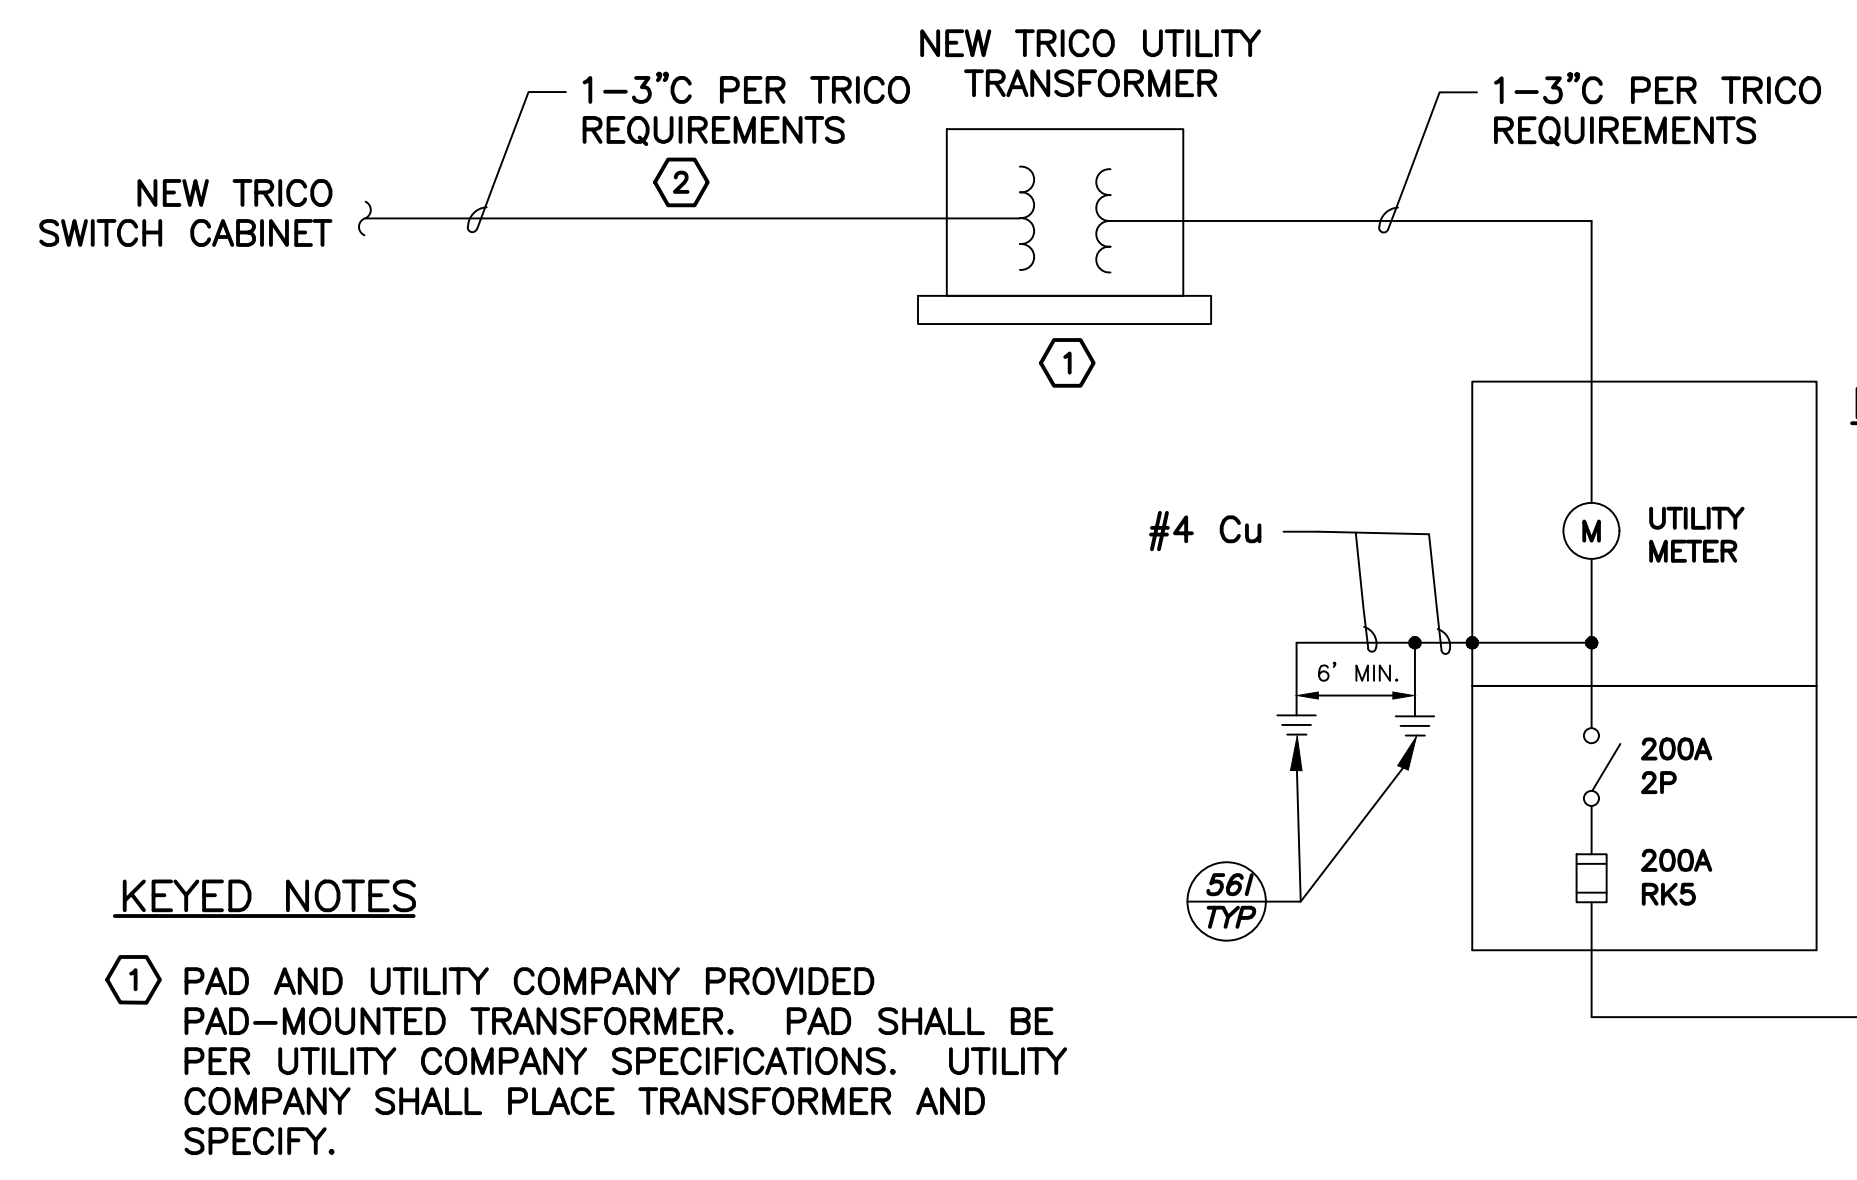 NEW TRICO UTILITY
TRANSFORMER
1-3"C PER TRICO
REQUIREMENTS
2
1-3"C PER TRICO
REQUIREMENTS
NEW TRICO
SWITCH CABINET
1
#4 Cu
M
UTILITY
METER
6' MIN.
200A
2P
200A
RK5
561
TYP
KEYED NOTES
1 PAD AND UTILITY COMPANY PROVIDED
PAD-MOUNTED TRANSFORMER. PAD SHALL BE
PER UTILITY COMPANY SPECIFICATIONS. UTILITY
COMPANY SHALL PLACE TRANSFORMER AND
SPECIFY.